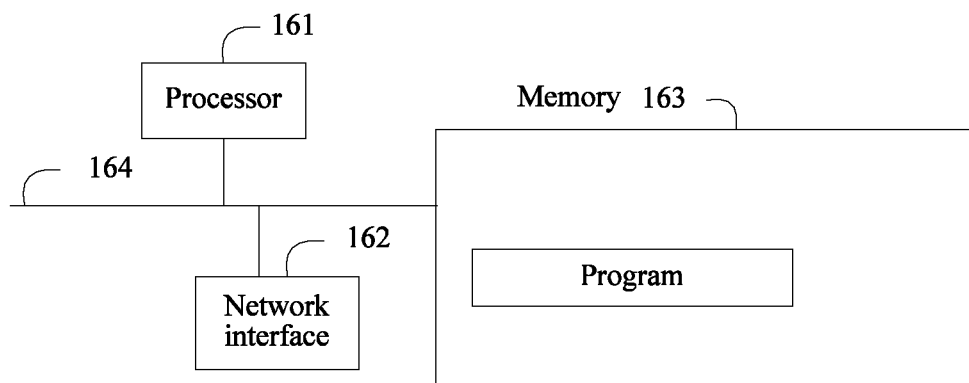 161
Processor
Memory 163
164
162
Program
Network
interface